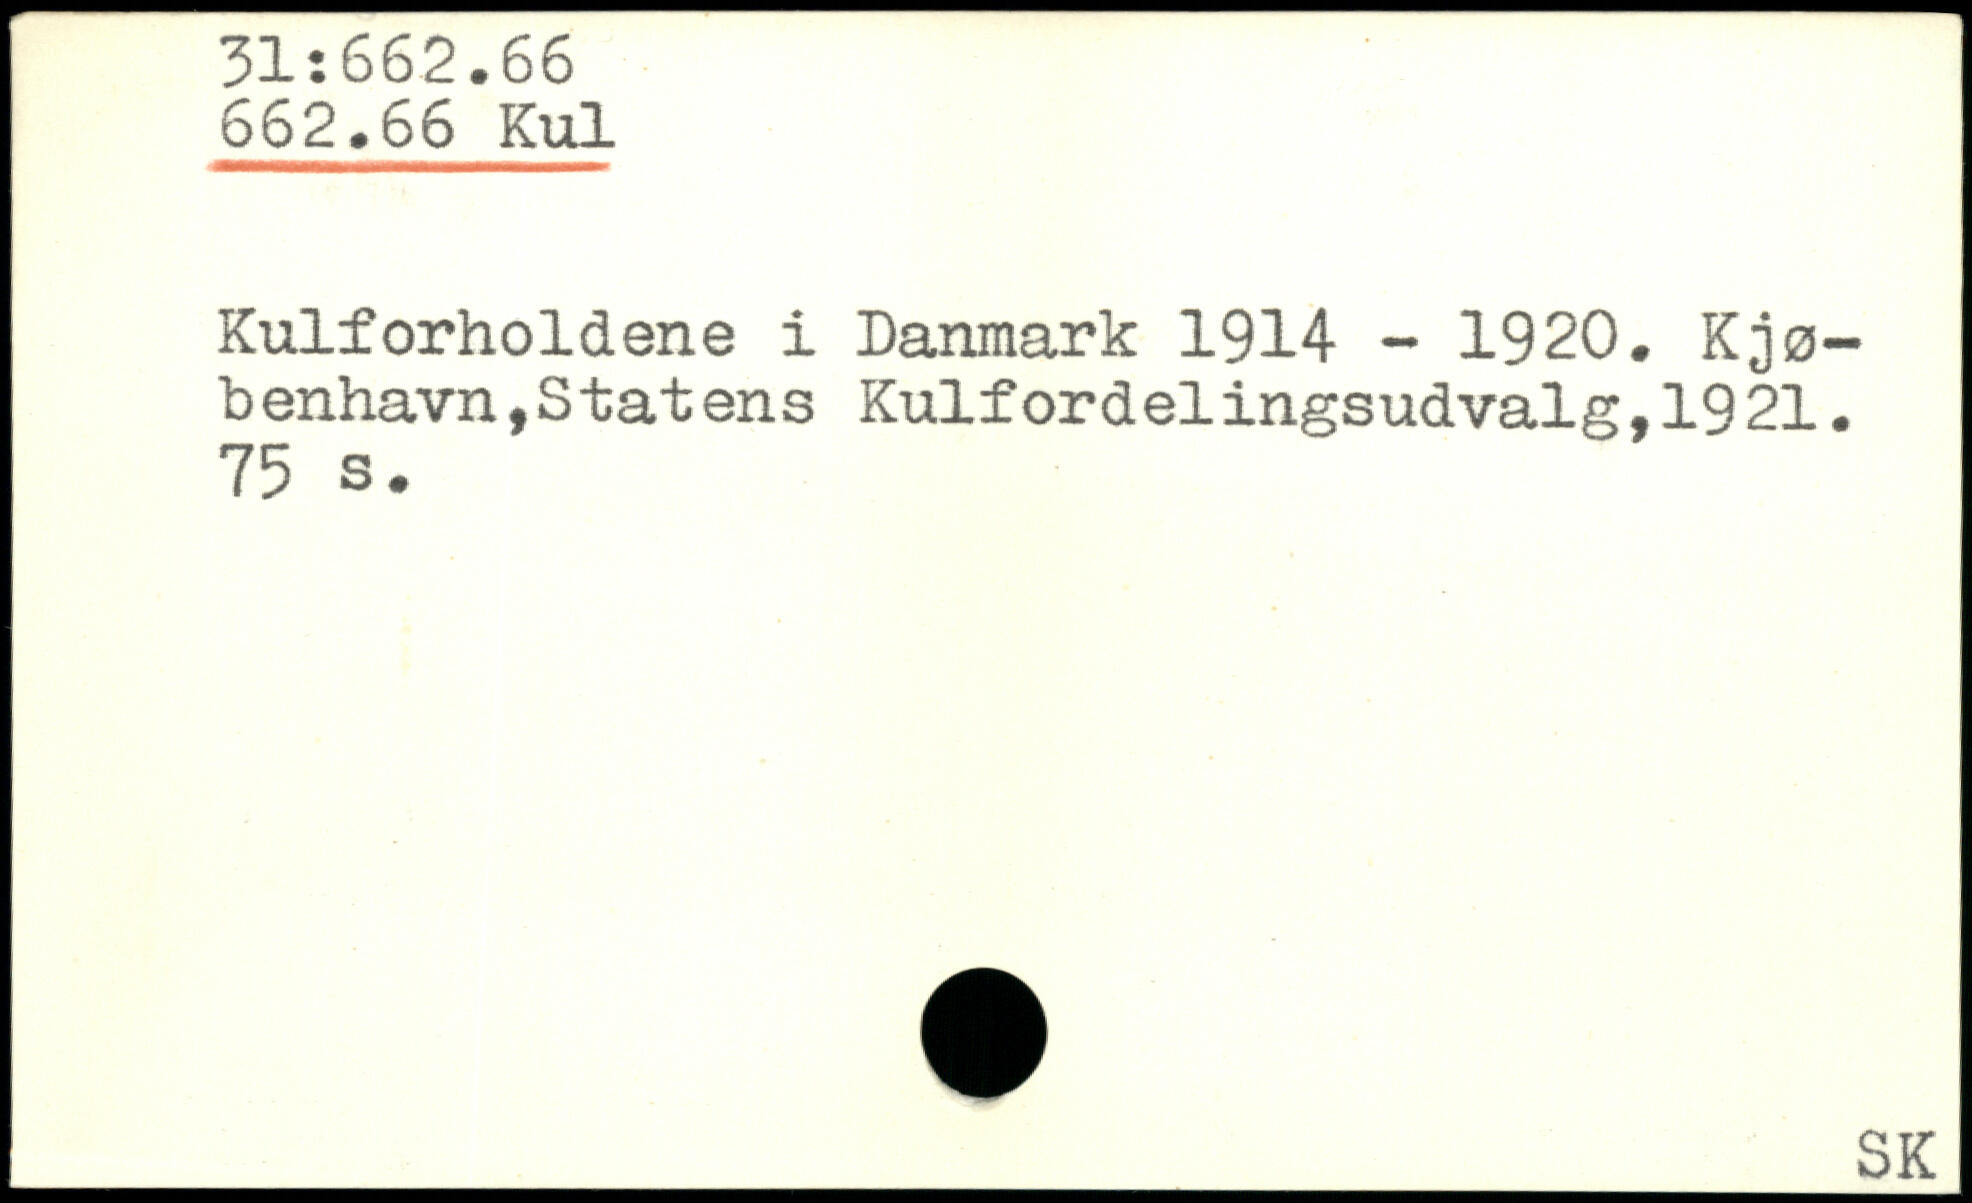 31:662.66
662.66 Kul
Kulforholdene i Danmark 1914 - 1920. Kjø-
benhavn,Statens Kulfordelingsudvalg,1921.
75 s.
SK